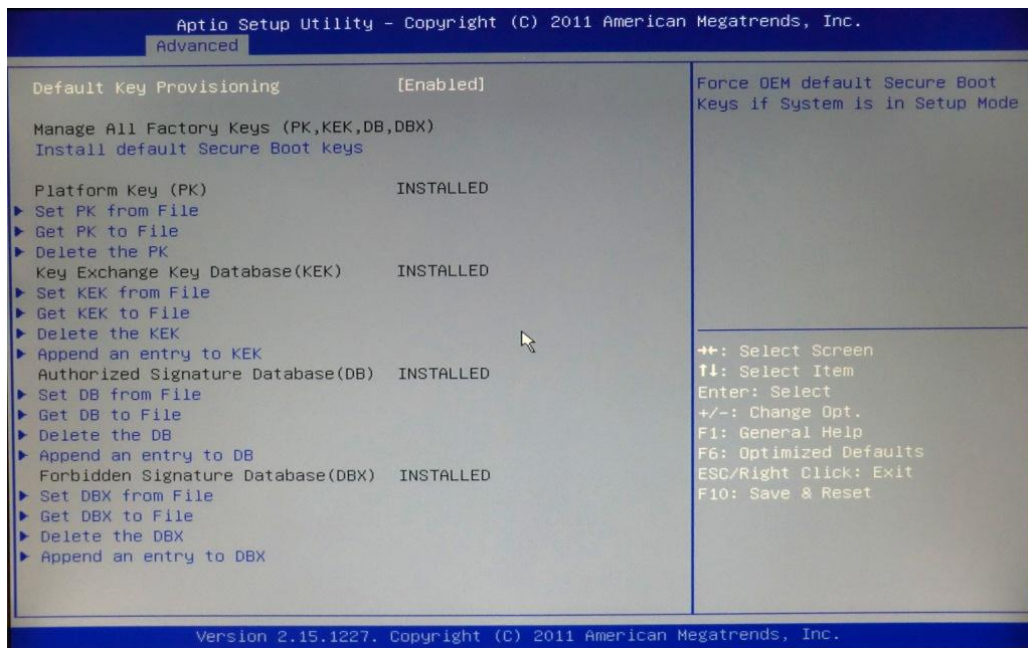 Aptio Setup Utility – Copyright (C) 2011 American Megatrends, Inc.
Advanced
Default Key Provisioning [Enabled]
Manage All Factory Keys (PK,KEK,DB,DBX)
Install default Secure Boot keys
Platform Key (PK) INSTALLED
Set PK from File
Get PK to File
Delete the PK
Key Exchange Key Database(KEK) INSTALLED
Set KEK from File
Get KEK to File
Delete the KEK
Append an entry to KEK
Authorized Signature Database(DB) INSTALLED
Set DB from File
Get DB to File
Delete the DB
Append an entry to DB
Forbidden Signature Database(DBX) INSTALLED
Set DBX from File
Get DBX to File
Delete the DBX
Append an entry to DBX
Force OEM default Secure Boot
Keys if System is in Setup Mode
→←: Select Screen
↑↓: Select Item
Enter: Select
+/-: Change Opt.
F1: General Help
F6: Optimized Defaults
ESC/Right Click: Exit
F10: Save & Reset
Version 2.15.1227. Copyright (C) 2011 American Megatrends, Inc.